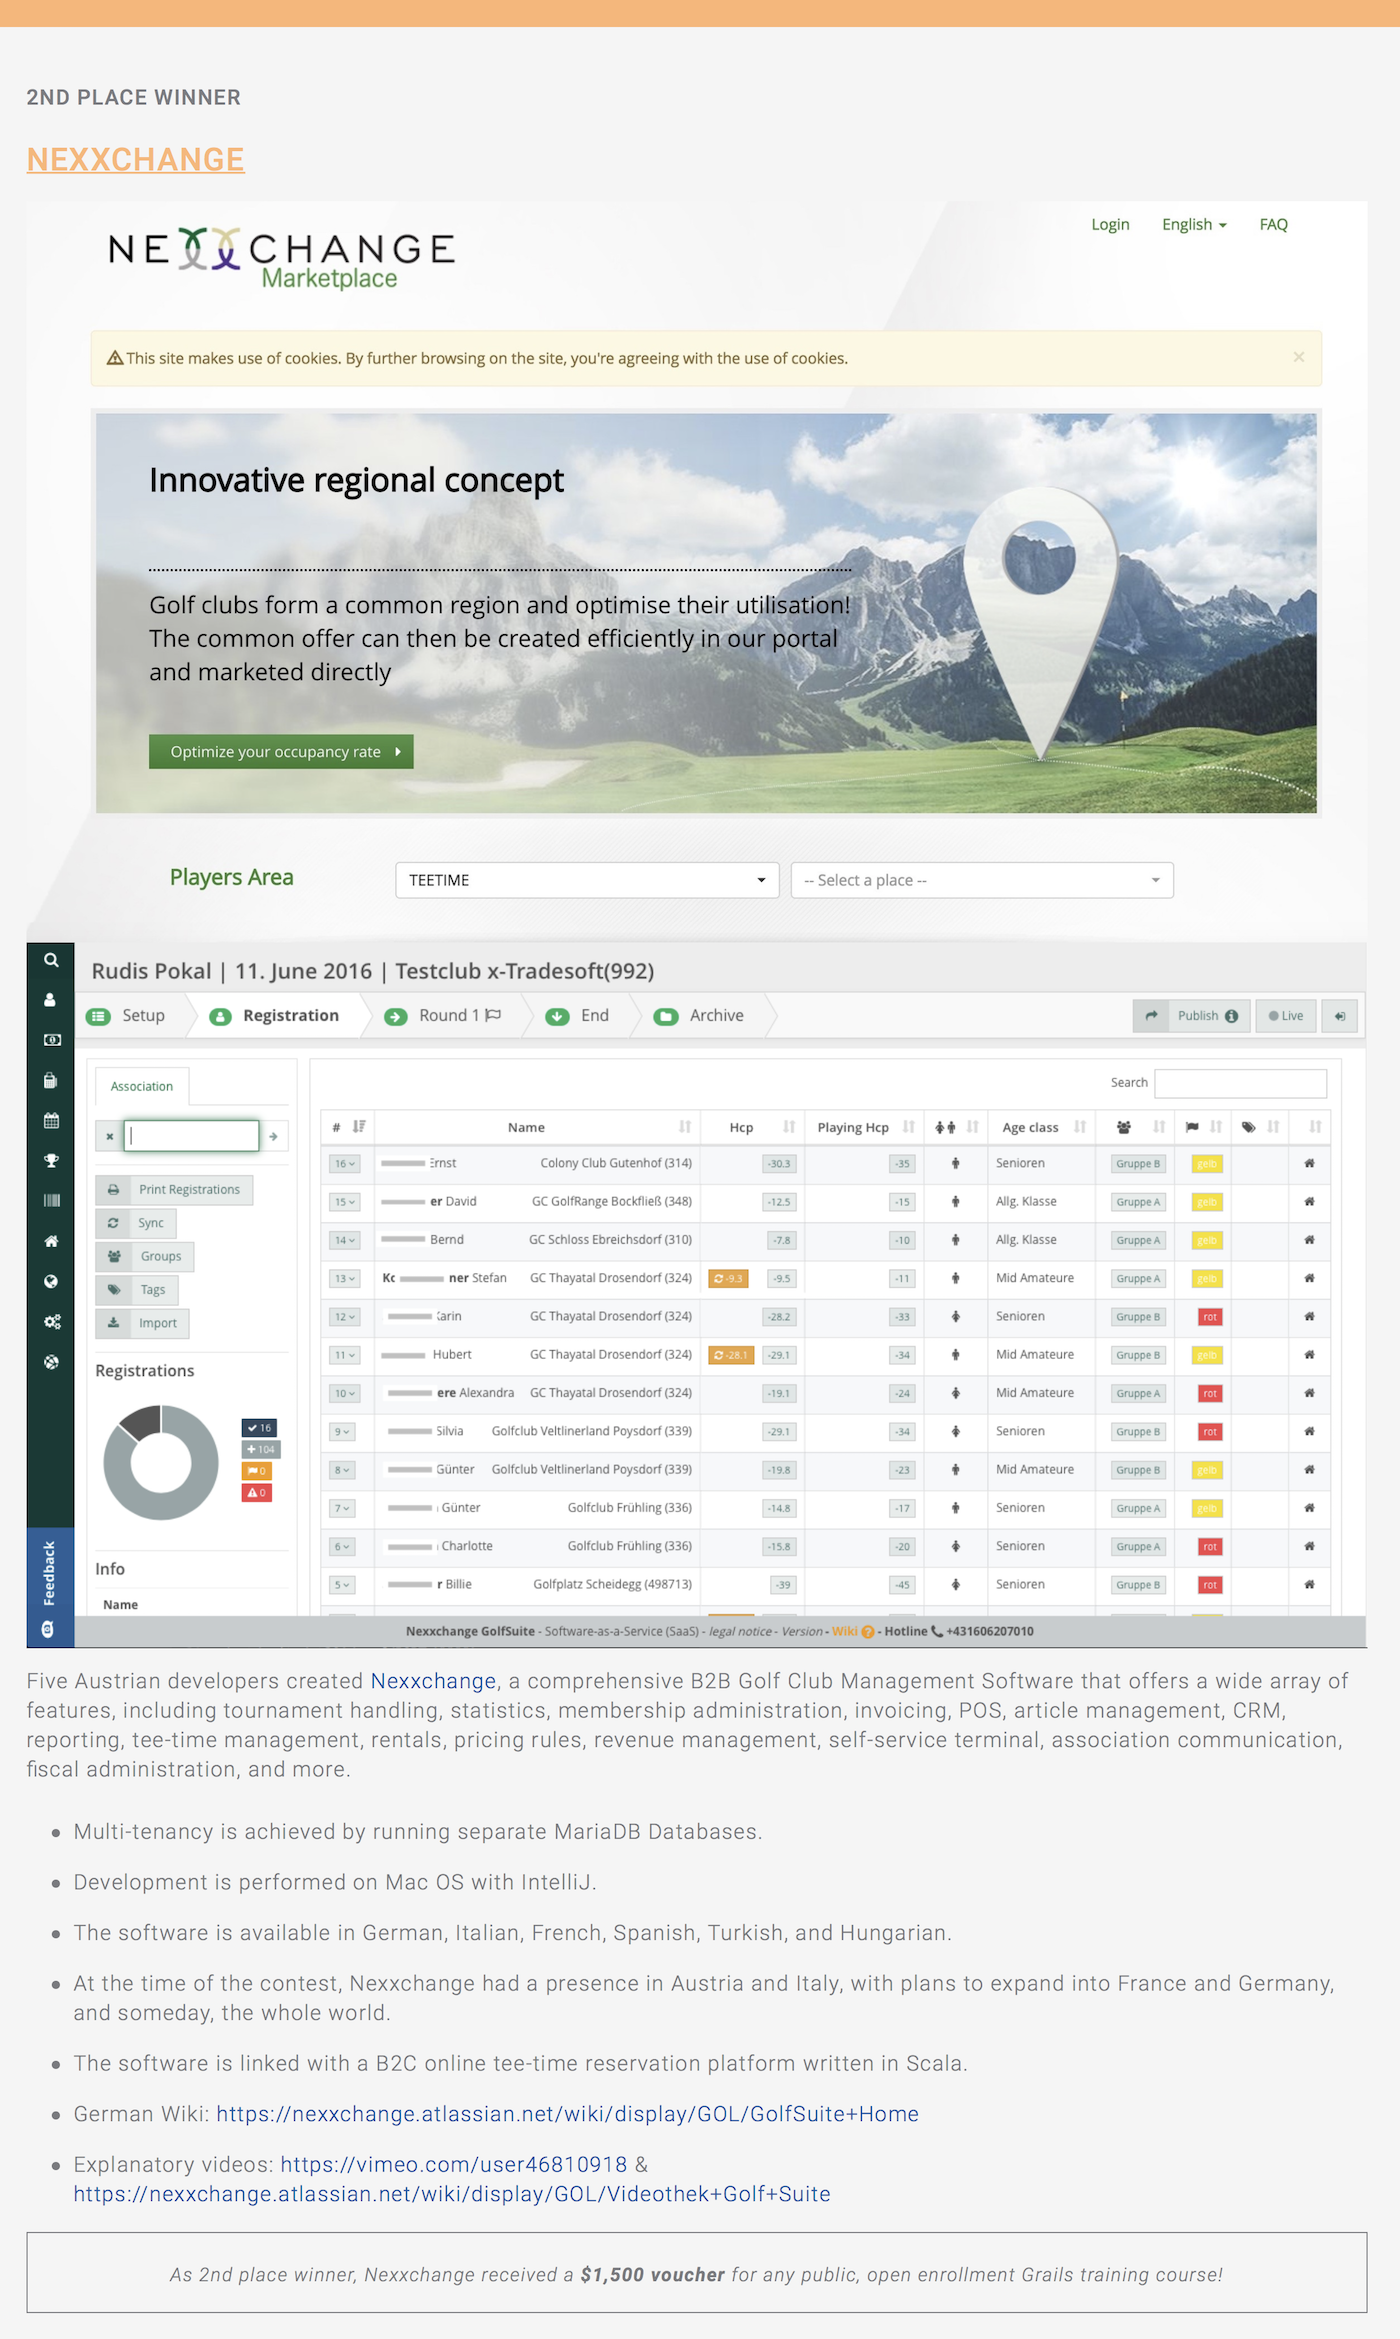 2ND PLACE WINNER
NEXXCHANGE
NEXXCHANGE
Marketplace
Login English FAQ
This site makes use of cookies. By further browsing on the site, you're agreeing with the use of cookies. ×
Innovative regional concept
Golf clubs form a common region and optimise their utilisation!
The common offer can then be created efficiently in our portal
and marketed directly
Optimize your occupancy rate
Players Area TEETIME -- Select a place --
Rudis Pokal | 11. June 2016 | Testclub x-Tradesoft(992)
Setup Registration Round 1 End Archive Publish Live
Association
Print Registrations
Sync
Groups
Tags
Import
Registrations
16
+ 104
0
0
Info
Name
Feedback
Search
# Name Hcp Playing Hcp Age class
16 Ernst Colony Club Gutenhof (314) -30.3 -35 Senioren Gruppe B gelb
15 er David GC GolfRange Bockfließ (348) -12.5 -15 Allg. Klasse Gruppe A gelb
14 Bernd GC Schloss Ebreichsdorf (310) -7.8 -10 Allg. Klasse Gruppe A gelb
13 Kc ner Stefan GC Thayatal Drosendorf (324) -9.3 -9.5 -11 Mid Amateure Gruppe A gelb
12 Karin GC Thayatal Drosendorf (324) -28.2 -33 Senioren Gruppe B rot
11 Hubert GC Thayatal Drosendorf (324) -28.1 -29.1 -34 Mid Amateure Gruppe B gelb
10 ere Alexandra GC Thayatal Drosendorf (324) -19.1 -24 Mid Amateure Gruppe A rot
9 Silvia Golfclub Veltlinerland Poysdorf (339) -29.1 -34 Senioren Gruppe B rot
8 Günter Golfclub Veltlinerland Poysdorf (339) -19.8 -23 Mid Amateure Gruppe B gelb
7 Günter Golfclub Frühling (336) -14.8 -17 Senioren Gruppe A gelb
6 Charlotte Golfclub Frühling (336) -15.8 -20 Senioren Gruppe A rot
5 r Billie Golfplatz Scheidegg (498713) -39 -45 Senioren Gruppe B rot
Nexxchange GolfSuite - Software-as-a-Service (SaaS) - legal notice - Version - Wiki - Hotline +431606207010
Five Austrian developers created Nexxchange, a comprehensive B2B Golf Club Management Software that offers a wide array of
features, including tournament handling, statistics, membership administration, invoicing, POS, article management, CRM,
reporting, tee-time management, rentals, pricing rules, revenue management, self-service terminal, association communication,
fiscal administration, and more.
• Multi-tenancy is achieved by running separate MariaDB Databases.
• Development is performed on Mac OS with IntelliJ.
• The software is available in German, Italian, French, Spanish, Turkish, and Hungarian.
• At the time of the contest, Nexxchange had a presence in Austria and Italy, with plans to expand into France and Germany,
and someday, the whole world.
• The software is linked with a B2C online tee-time reservation platform written in Scala.
• German Wiki: https://nexxchange.atlassian.net/wiki/display/GOL/GolfSuite+Home
• Explanatory videos: https://vimeo.com/user46810918 &
https://nexxchange.atlassian.net/wiki/display/GOL/Videothek+Golf+Suite
As 2nd place winner, Nexxchange received a $1,500 voucher for any public, open enrollment Grails training course!